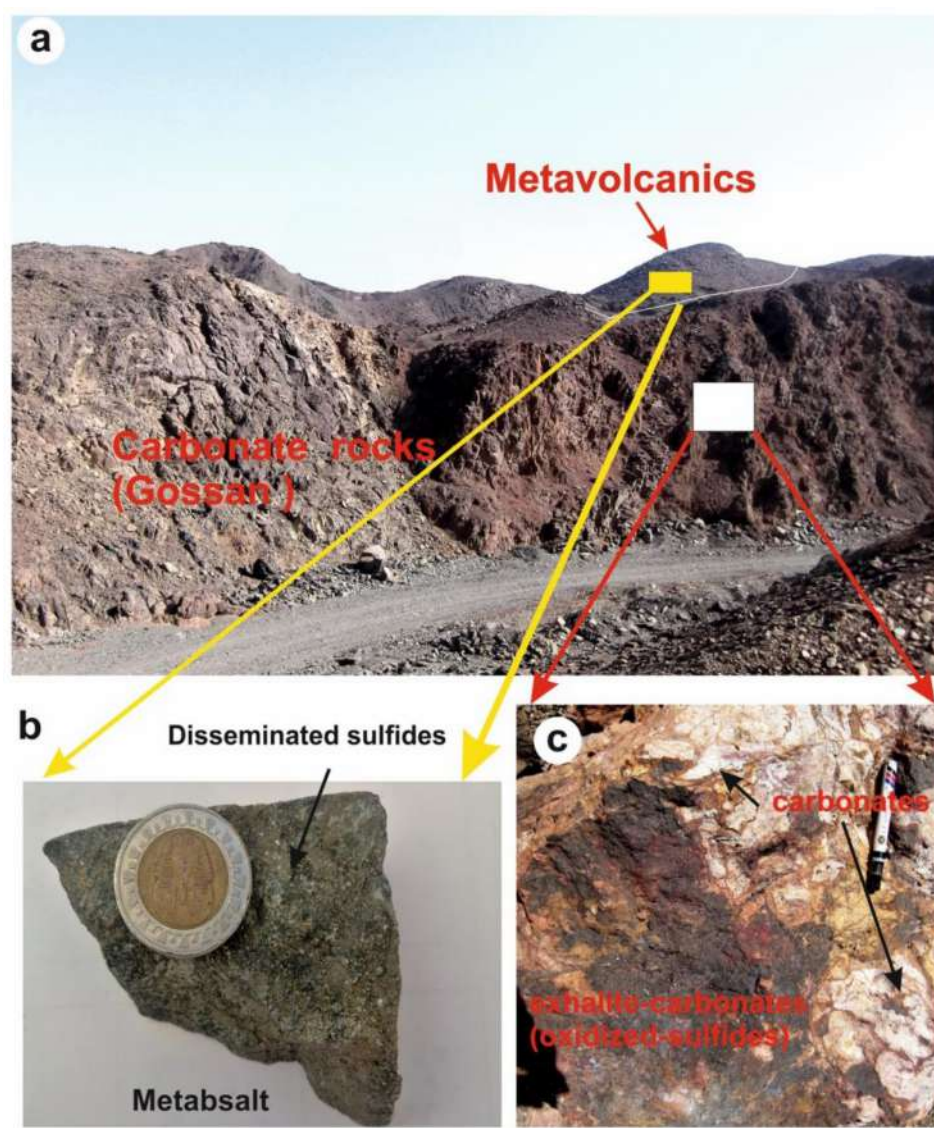 a
Metavolcanics
Carbonate rocks
(Gossan )
b
Disseminated sulfides
Metabsalt
c
carbonates
exhalite-carbonates
(oxidized-sulfides)